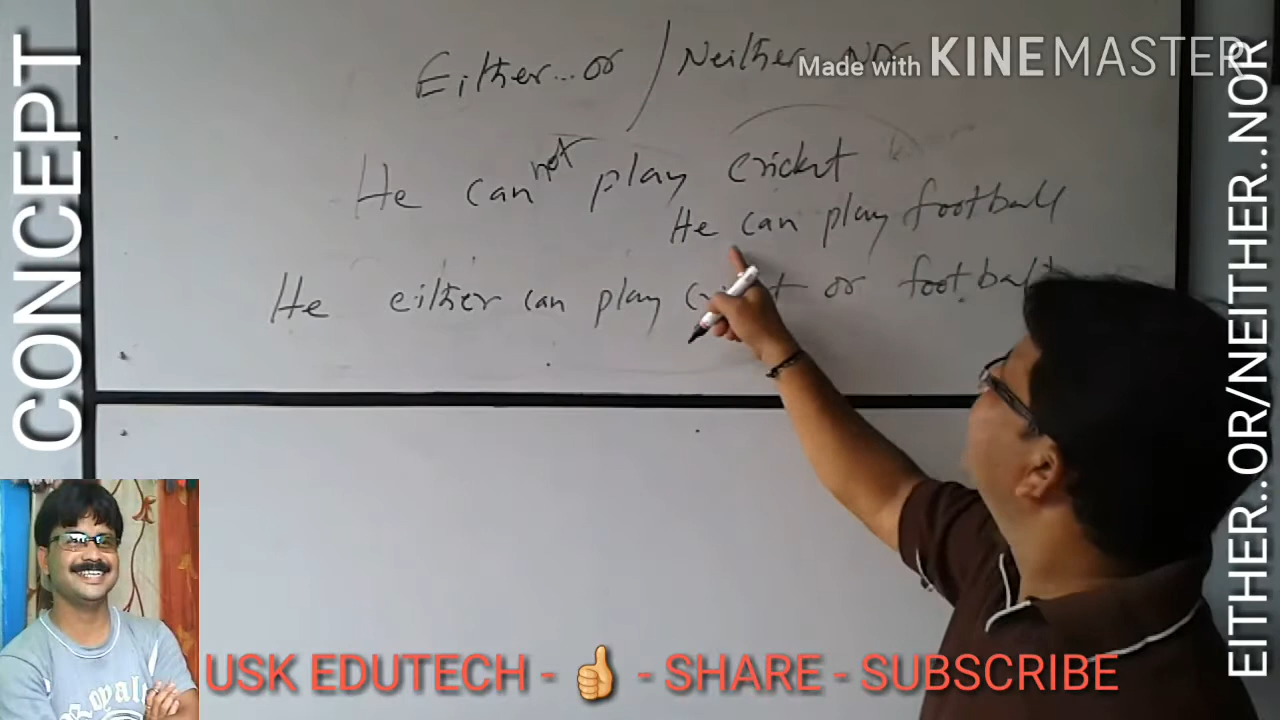 CONCEPT
Either...or / Neither...Nor
Made with KINEMASTER
He can not play cricket
He can play football
He either can play or football
EITHER..OR/NEITHER..NOR
USK EDUTECH - 👍 - SHARE - SUBSCRIBE